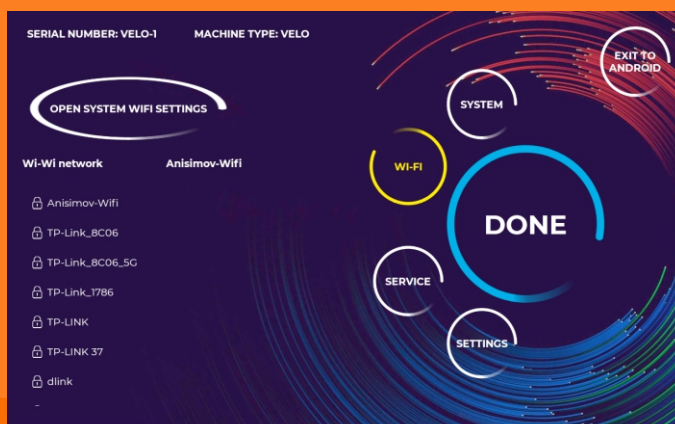 SERIAL NUMBER: VELO-1 MACHINE TYPE: VELO
EXIT TO
ANDROID
OPEN SYSTEM WIFI SETTINGS
SYSTEM
Wi-Wi network Anisimov-Wifi
WI-FI
Anisimov-Wifi
TP-Link_8C06
TP-Link_8C06_5G
TP-Link_1786
TP-LINK
TP-LINK 37
dlink
DONE
SERVICE
SETTINGS